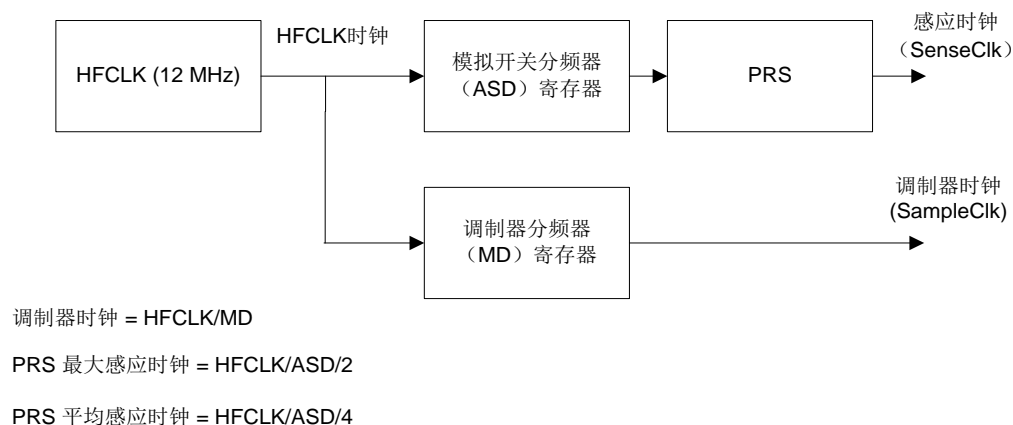 HFCLK (12 MHz)
HFCLK时钟
模拟开关分频器
（ASD）寄存器
PRS
感应时钟
（SenseClk）
调制器分频器
（MD）寄存器
调制器时钟
(SampleClk)
调制器时钟 = HFCLK/MD
PRS 最大感应时钟 = HFCLK/ASD/2
PRS 平均感应时钟 = HFCLK/ASD/4